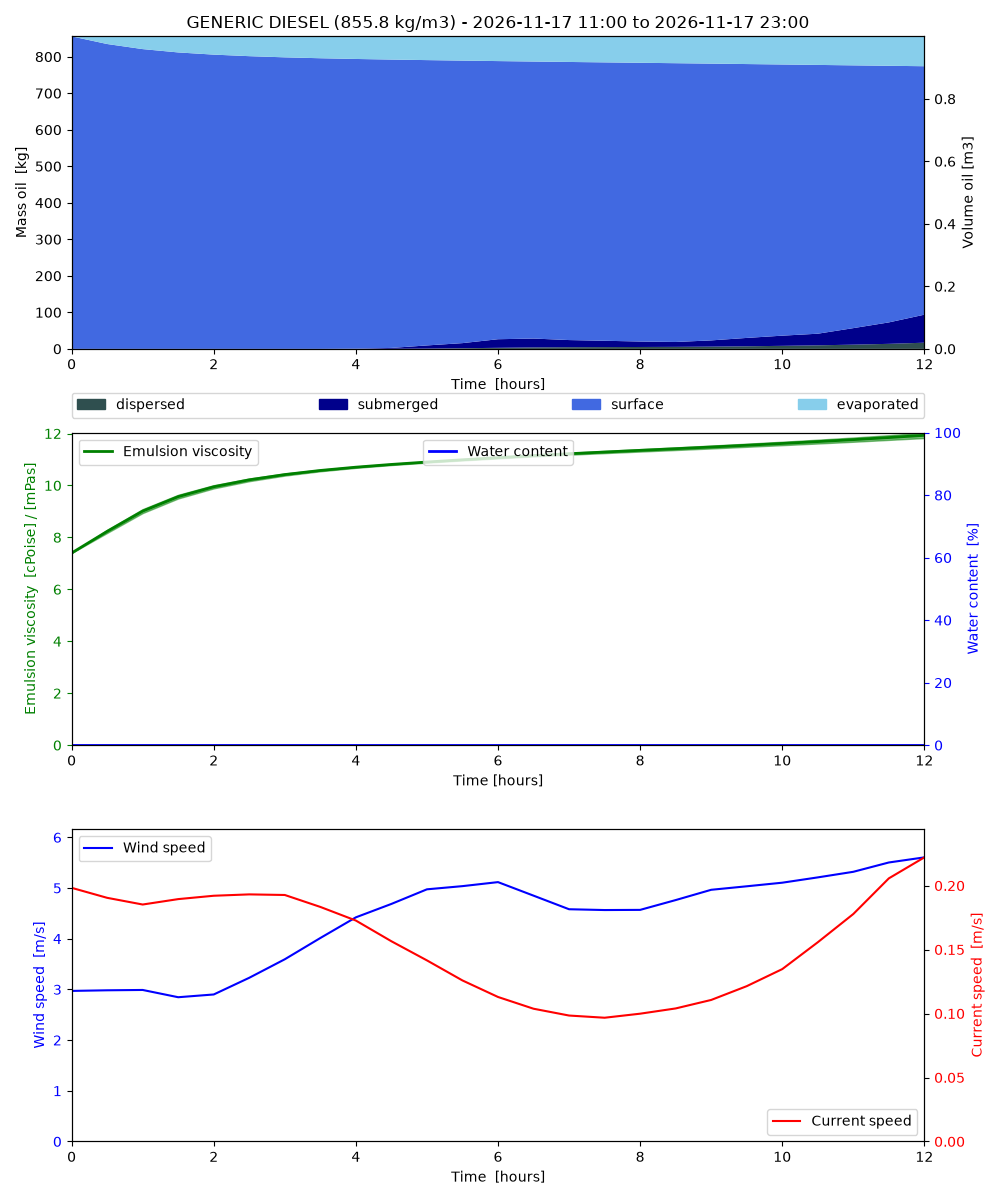 GENERIC DIESEL (855.8 kg/m3) - 2026-11-17 11:00 to 2026-11-17 23:00
Mass oil [kg]
800
700
600
500
400
300
200
100
0
0.8
0.6
0.4
0.2
0.0
Volume oil [m3]
0 2 4 6 8 10 12
Time [hours]
dispersed submerged surface evaporated
Emulsion viscosity [cPoise] / [mPas]
12
10
8
6
4
2
0
Emulsion viscosity
Water content
100
80
60
40
20
0
Water content [%]
0 2 4 6 8 10 12
Time [hours]
Wind speed [m/s]
6
5
4
3
2
1
0
Wind speed
0.20
0.15
0.10
0.05
0.00
Current speed [m/s]
Current speed
0 2 4 6 8 10 12
Time [hours]